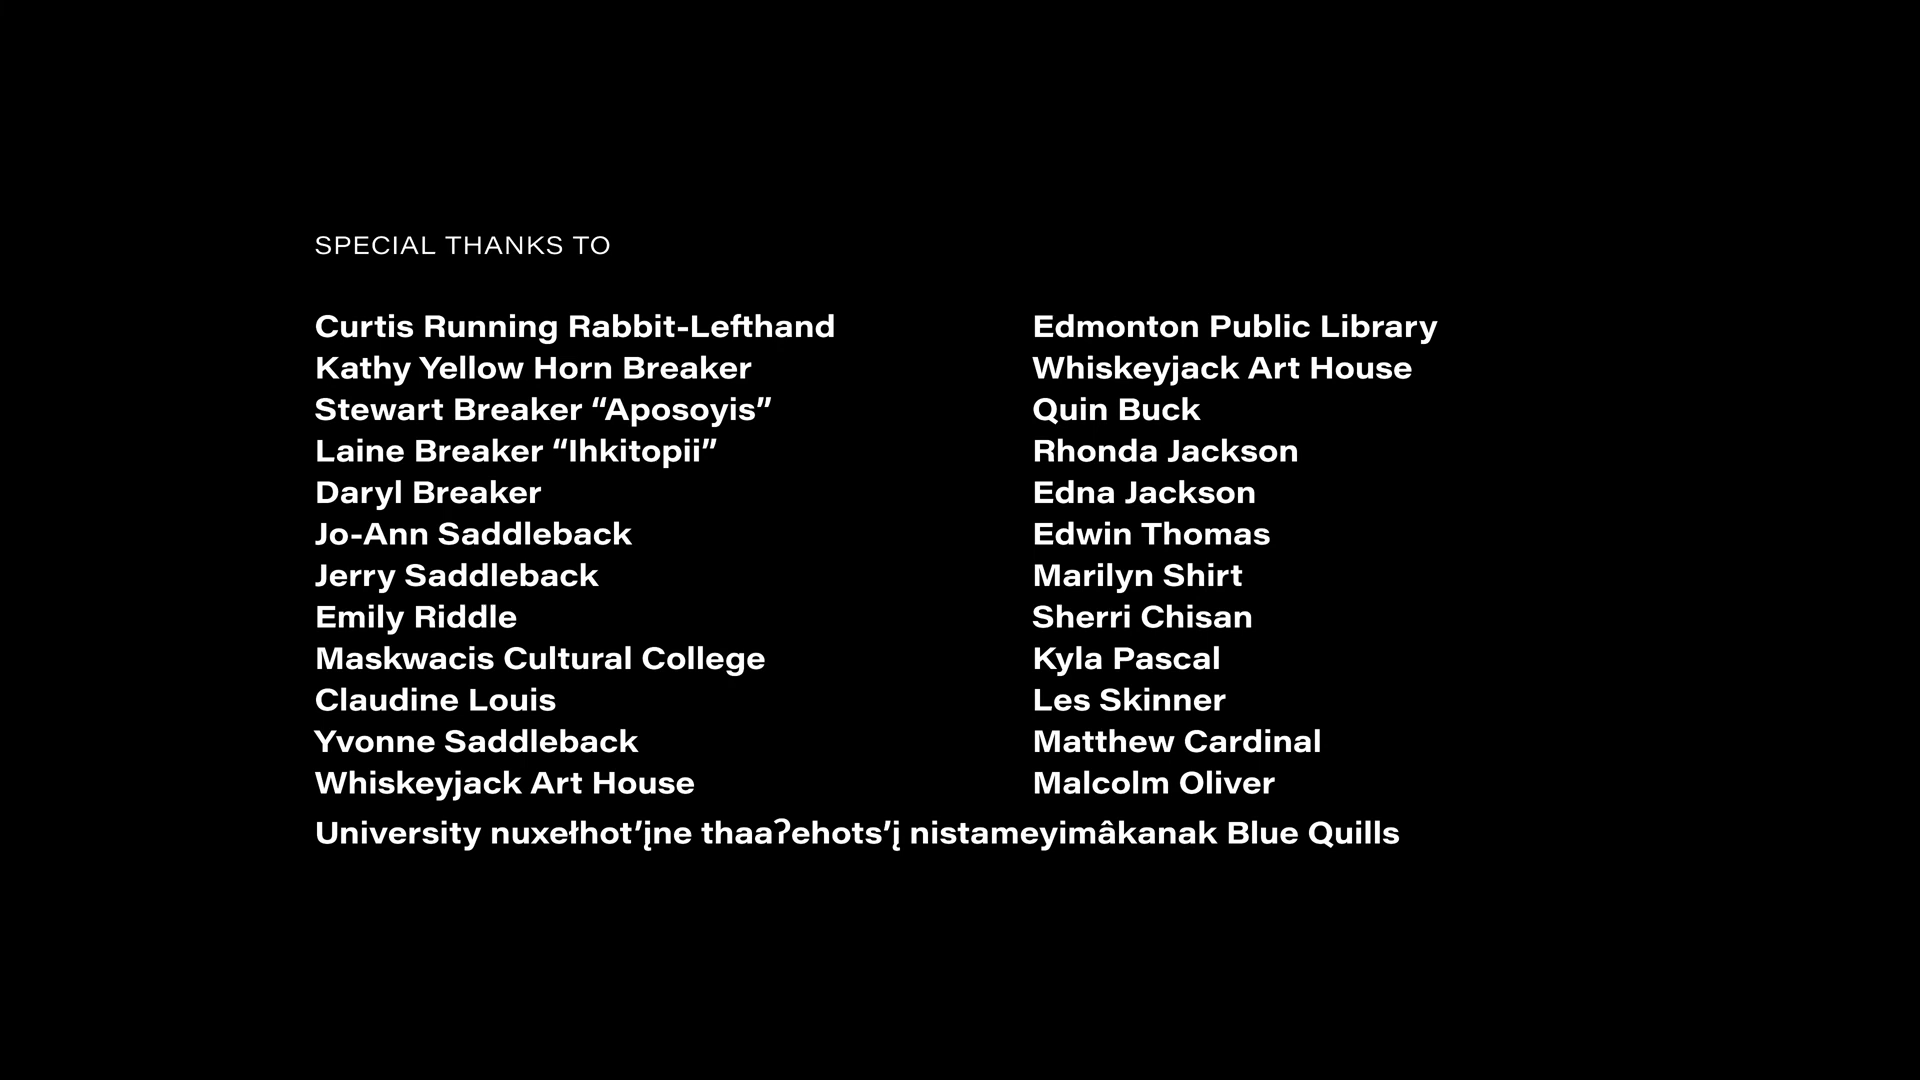 SPECIAL THANKS TO
Curtis Running Rabbit-Lefthand
Kathy Yellow Horn Breaker
Stewart Breaker “Aposoyis”
Laine Breaker “Ihkitopii”
Daryl Breaker
Jo-Ann Saddleback
Jerry Saddleback
Emily Riddle
Maskwacis Cultural College
Claudine Louis
Yvonne Saddleback
Whiskeyjack Art House
Edmonton Public Library
Whiskeyjack Art House
Quin Buck
Rhonda Jackson
Edna Jackson
Edwin Thomas
Marilyn Shirt
Sherri Chisan
Kyla Pascal
Les Skinner
Matthew Cardinal
Malcolm Oliver
University nuxełhot’įne thaaɁehots’į nistameyimâkanak Blue Quills